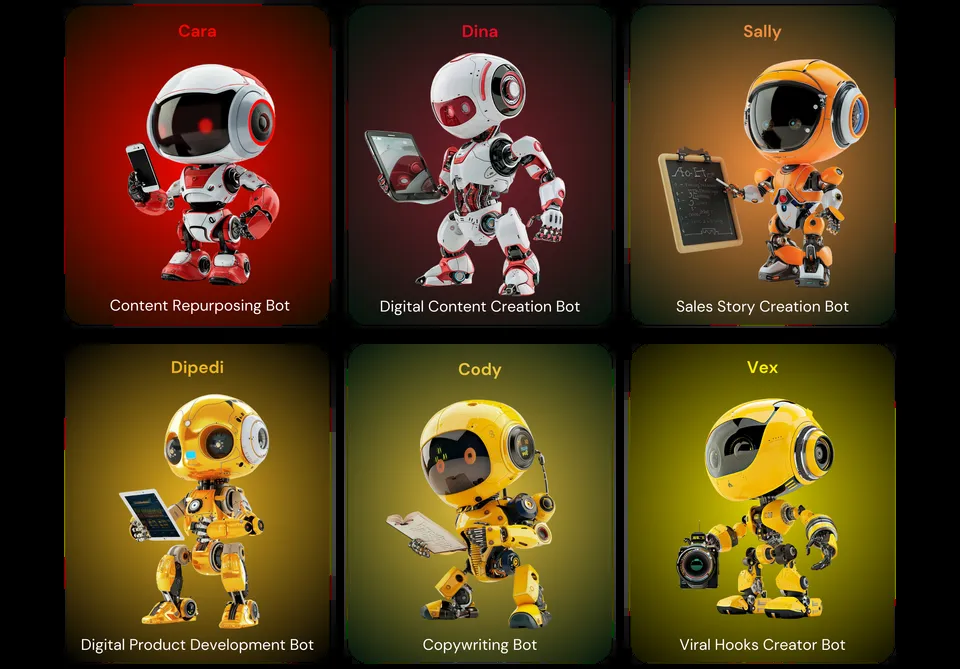 Cara
Dina
Sally
Content Repurposing Bot
Digital Content Creation Bot
Sales Story Creation Bot
Dipedi
Cody
Vex
Digital Product Development Bot
Copywriting Bot
Viral Hooks Creator Bot